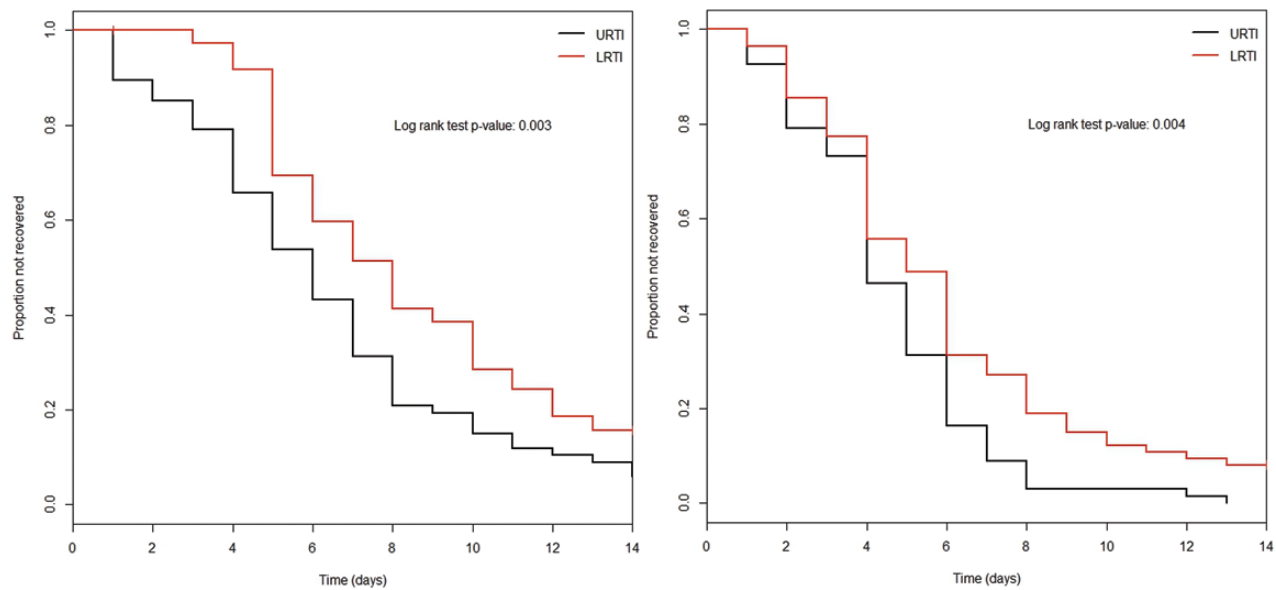 URTI
LRTI
Log rank test p-value: 0.003
Proportion not recovered
1.0
0.8
0.6
0.4
0.2
0.0
0 2 4 6 8 10 12 14
Time (days)
URTI
LRTI
Log rank test p-value: 0.004
Proportion not recovered
1.0
0.8
0.6
0.4
0.2
0.0
0 2 4 6 8 10 12 14
Time (days)